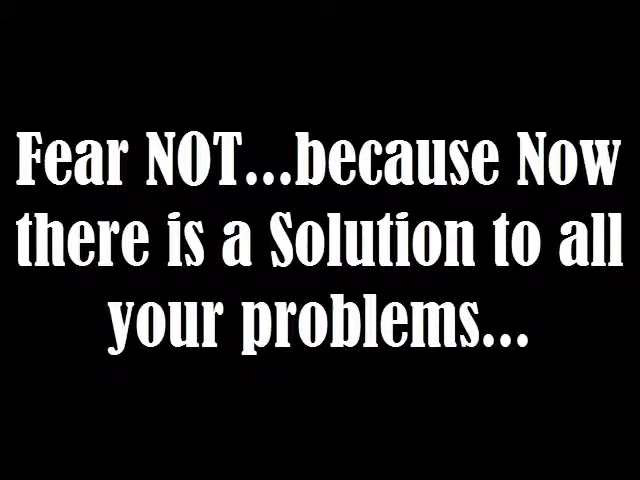 Fear NOT...because Now
there is a Solution to all
your problems...